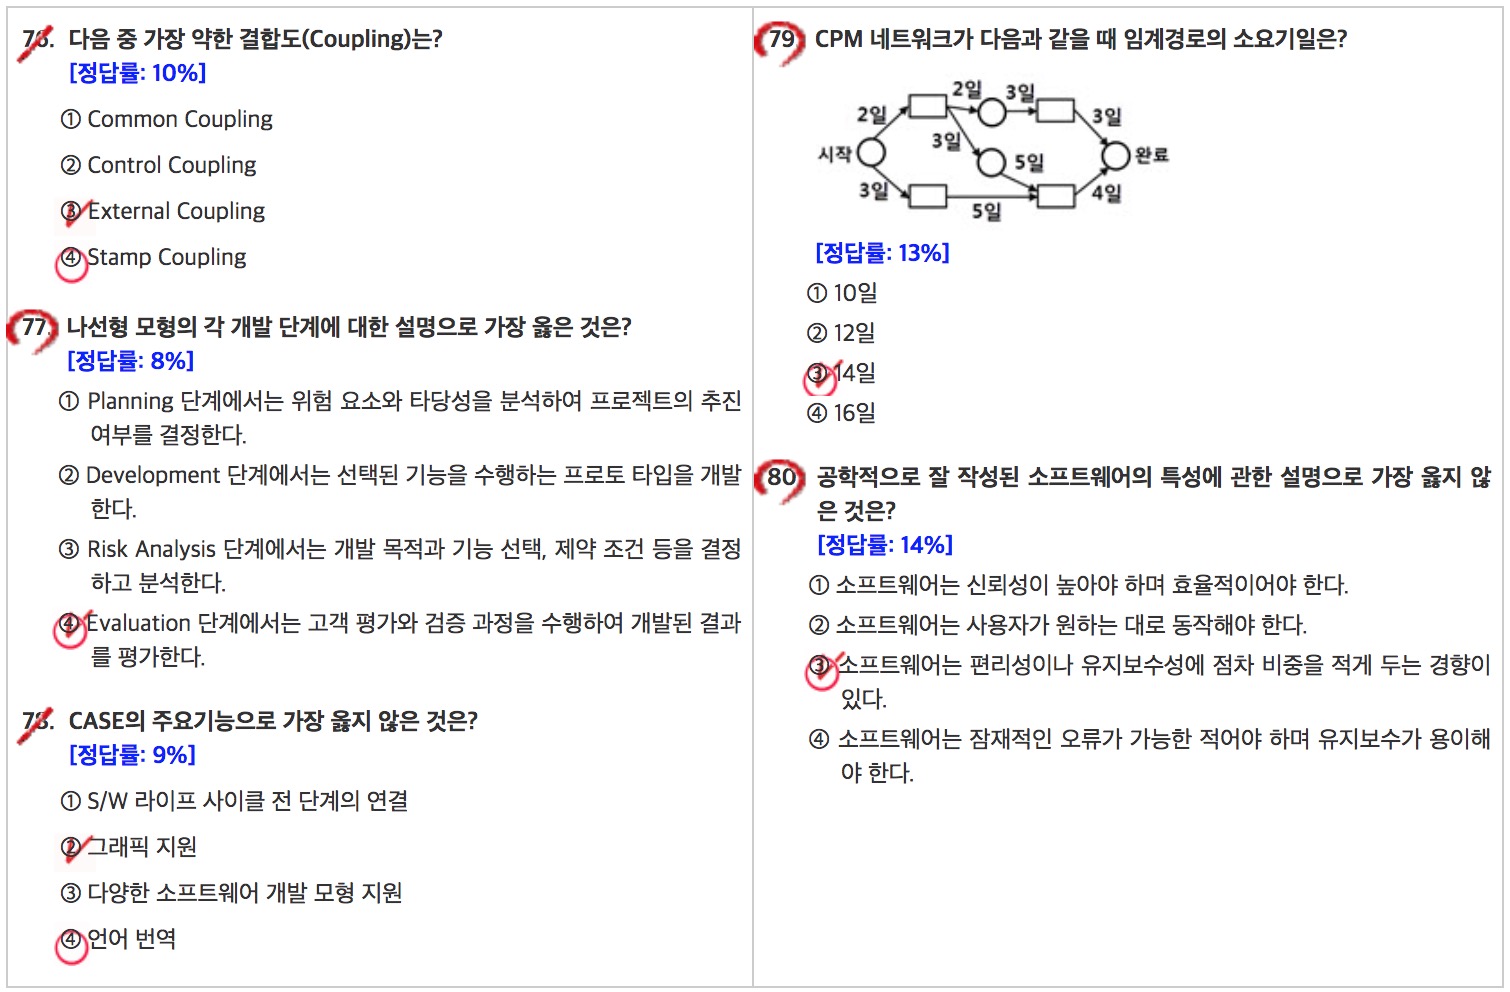 76. 다음 중 가장 약한 결합도(Coupling)는?
[정답률: 10%]
① Common Coupling
② Control Coupling
③ External Coupling
④ Stamp Coupling
77. 나선형 모형의 각 개발 단계에 대한 설명으로 가장 옳은 것은?
[정답률: 8%]
① Planning 단계에서는 위험 요소와 타당성을 분석하여 프로젝트의 추진
여부를 결정한다.
② Development 단계에서는 선택된 기능을 수행하는 프로토 타입을 개발
한다.
③ Risk Analysis 단계에서는 개발 목적과 기능 선택, 제약 조건 등을 결정
하고 분석한다.
④ Evaluation 단계에서는 고객 평가와 검증 과정을 수행하여 개발된 결과
를 평가한다.
78. CASE의 주요기능으로 가장 옳지 않은 것은?
[정답률: 9%]
① S/W 라이프 사이클 전 단계의 연결
② 그래픽 지원
③ 다양한 소프트웨어 개발 모형 지원
④ 언어 번역
79. CPM 네트워크가 다음과 같을 때 임계경로의 소요기일은?
2일 3일
2일 3일
3일
시작 5일 완료
3일 4일
5일
[정답률: 13%]
① 10일
② 12일
③ 14일
④ 16일
80. 공학적으로 잘 작성된 소프트웨어의 특성에 관한 설명으로 가장 옳지 않
은 것은?
[정답률: 14%]
① 소프트웨어는 신뢰성이 높아야 하며 효율적이어야 한다.
② 소프트웨어는 사용자가 원하는 대로 동작해야 한다.
③ 소프트웨어는 편리성이나 유지보수성에 점차 비중을 적게 두는 경향이
있다.
④ 소프트웨어는 잠재적인 오류가 가능한 적어야 하며 유지보수가 용이해
야 한다.